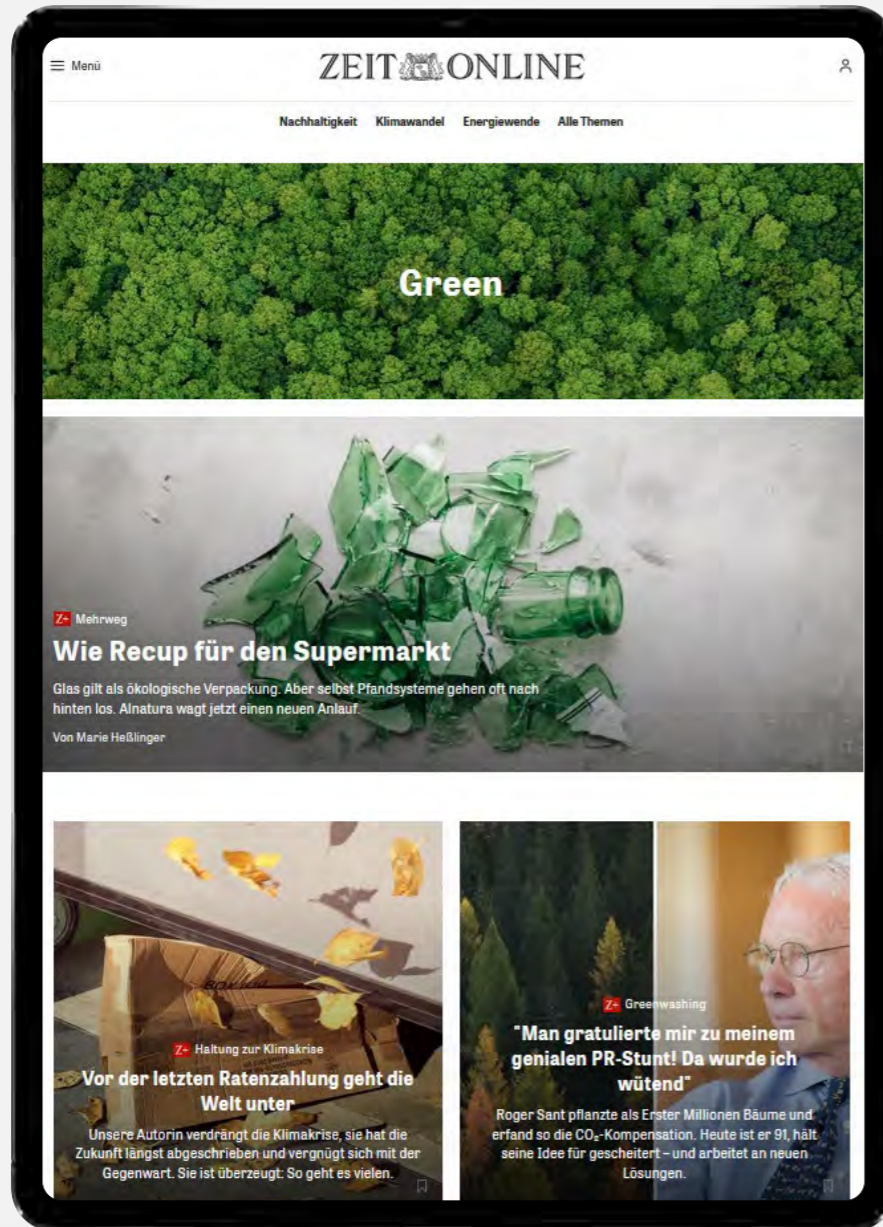 Menü
ZEIT ONLINE
Nachhaltigkeit Klimawandel Energiewende Alle Themen
Green
Z+ Mehrweg
Wie Recup für den Supermarkt
Glas gilt als ökologische Verpackung. Aber selbst Pfandsysteme gehen oft nach
hinten los. Alnatura wagt jetzt einen neuen Anlauf.
Von Marie Heßlinger
Z+ Haltung zur Klimakrise
Vor der letzten Ratenzahlung geht die
Welt unter
Unsere Autorin verdrängt die Klimakrise, sie hat die
Zukunft längst abgeschrieben und vergnügt sich mit der
Gegenwart. Sie ist überzeugt: So geht es vielen.
Z+ Greenwashing
"Man gratulierte mir zu meinem
genialen PR-Stunt! Da wurde ich
wütend"
Roger Sant pflanzte als Erster Millionen Bäume und
erfand so die CO₂-Kompensation. Heute ist er 91, hält
seine Idee für gescheitert – und arbeitet an neuen
Lösungen.